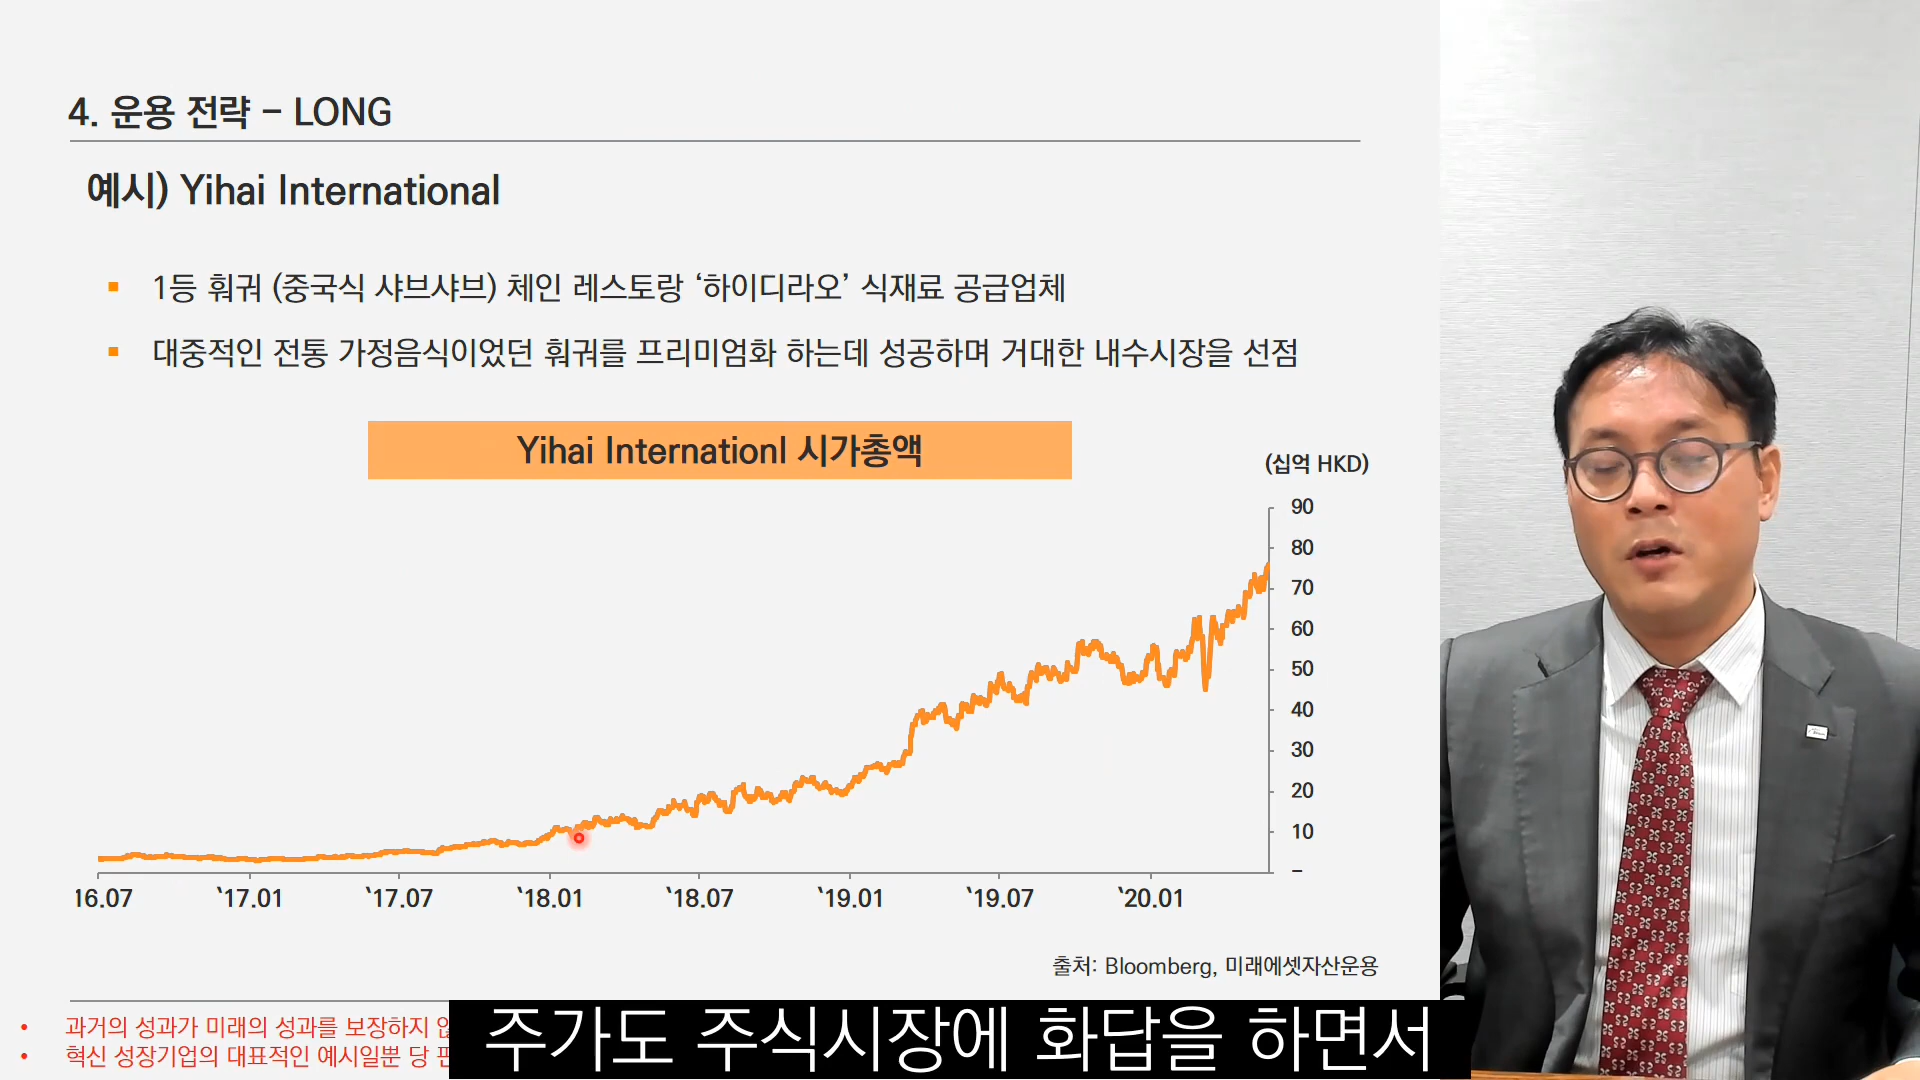 4. 운용 전략 – LONG
예시) Yihai International
1등 훠궈 (중국식 샤브샤브) 체인 레스토랑 ‘하이디라오’ 식재료 공급업체
대중적인 전통 가정음식이었던 훠궈를 프리미엄화 하는데 성공하며 거대한 내수시장을 선점
Yihai Internationl 시가총액
(십억 HKD)
90
80
70
60
50
40
30
20
10
–
16.07 ‘17.01 ‘17.07 ‘18.01 ‘18.07 ‘19.01 ‘19.07 ‘20.01
출처: Bloomberg, 미래에셋자산운용
• 과거의 성과가 미래의 성과를 보장하지
• 혁신 성장기업의 대표적인 예시일뿐 당
주가도 주식시장에 화답을 하면서